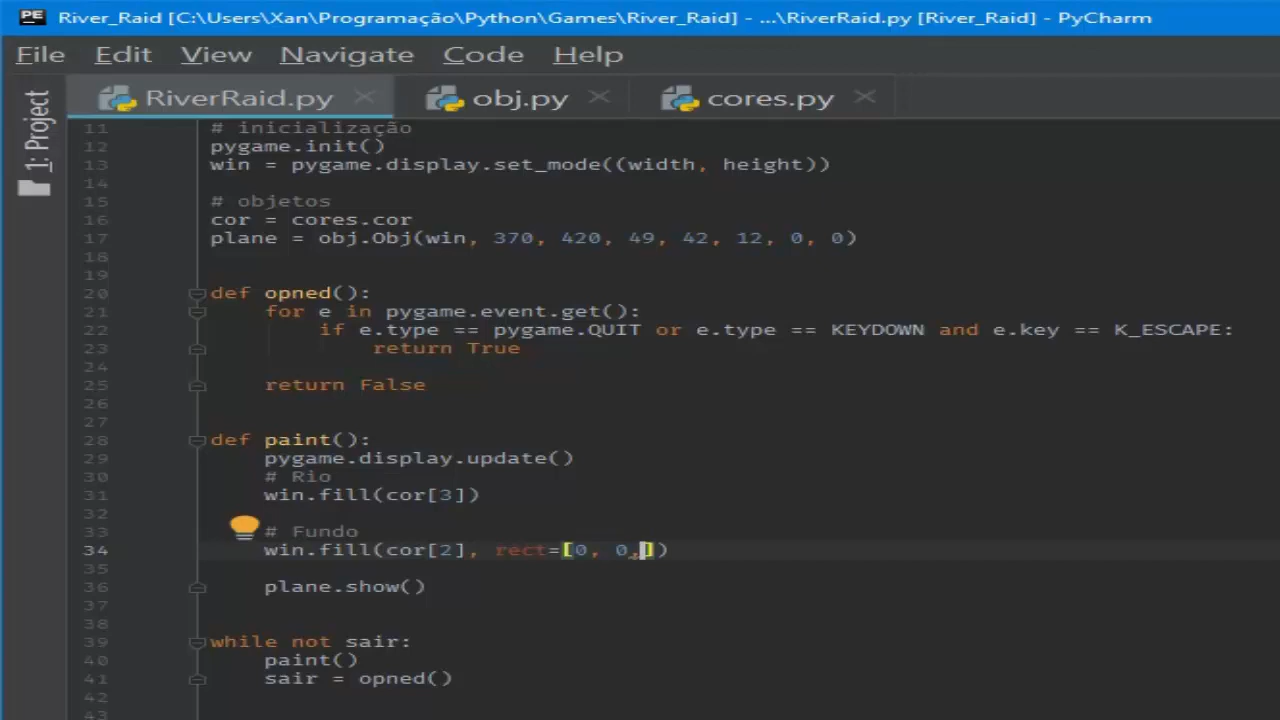 River_Raid [C:\Users\Xan\Programação\Python\Games\River_Raid] - ...\RiverRaid.py [River_Raid] - PyCharm
File Edit View Navigate Code Help
1: Project
RiverRaid.py obj.py cores.py
11 # inicialização
12 pygame.init()
13 win = pygame.display.set_mode((width, height))
14
15 # objetos
16 cor = cores.cor
17 plane = obj.Obj(win, 370, 420, 49, 42, 12, 0, 0)
18
19
20 def opned():
21 for e in pygame.event.get():
22 if e.type == pygame.QUIT or e.type == KEYDOWN and e.key == K_ESCAPE:
23 return True
24
25 return False
26
27
28 def paint():
29 pygame.display.update()
30 # Rio
31 win.fill(cor[3])
32
33 # Fundo
34 win.fill(cor[2], rect=[0, 0,])
35
36 plane.show()
37
38
39 while not sair:
40 paint()
41 sair = opned()
42
43